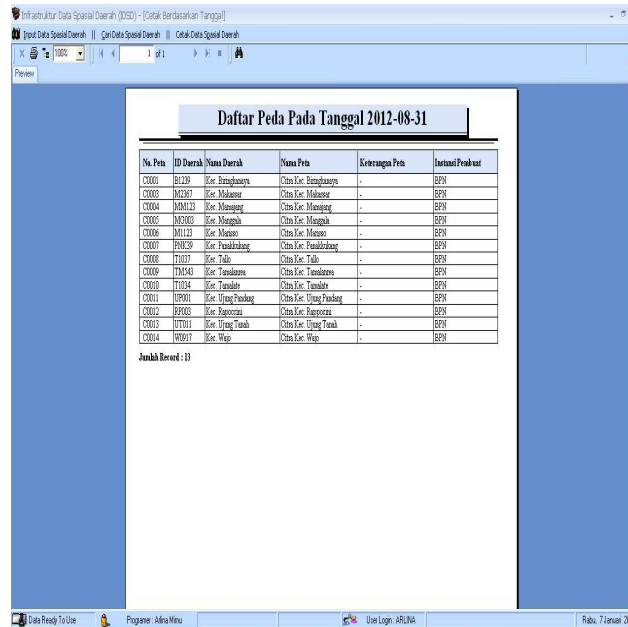 Infrastruktur Data Spasial Daerah (IDSD) - [Cetak Berdasarkan Tanggal]
Input Data Spasial Daerah || Cari Data Spasial Daerah || Cetak Data Spasial Daerah
100% 1 of 1
Preview
Daftar Peda Pada Tanggal 2012-08-31
No. Peta ID Daerah Nama Daerah Nama Peta Keterangan Peta Instansi Pembuat
C0001 B1239 Kec. Biringkanaya Citra Kec. Biringkanaya - BPN
C0003 M2367 Kec. Makassar Citra Kec. Makassar - BPN
C0004 MM123 Kec. Mamajang Citra Kec. Mamajang - BPN
C0005 MG003 Kec. Manggala Citra Kec. Manggala - BPN
C0006 M1123 Kec. Mariso Citra Kec. Mariso - BPN
C0007 PNK39 Kec. Panakkukang Citra Kec. Panakkukang - BPN
C0008 T1037 Kec. Tallo Citra Kec. Tallo - BPN
C0009 TM543 Kec. Tamalanrea Citra Kec. Tamalanrea - BPN
C0010 T1034 Kec. Tamalate Citra Kec. Tamalate - BPN
C0011 UP001 Kec. Ujung Pandang Citra Kec. Ujung Pandang - BPN
C0012 RP003 Kec. Rapoccini Citra Kec. Rappocini - BPN
C0013 UT011 Kec. Ujung Tanah Citra Kec. Ujung Tanah - BPN
C0014 W0917 Kec. Wajo Citra Kec. Wajo - BPN
Jumlah Record : 13
Data Ready To Use Programer : Arlina Mimu User Login : ARLINA Rabu, 7 Januari 20